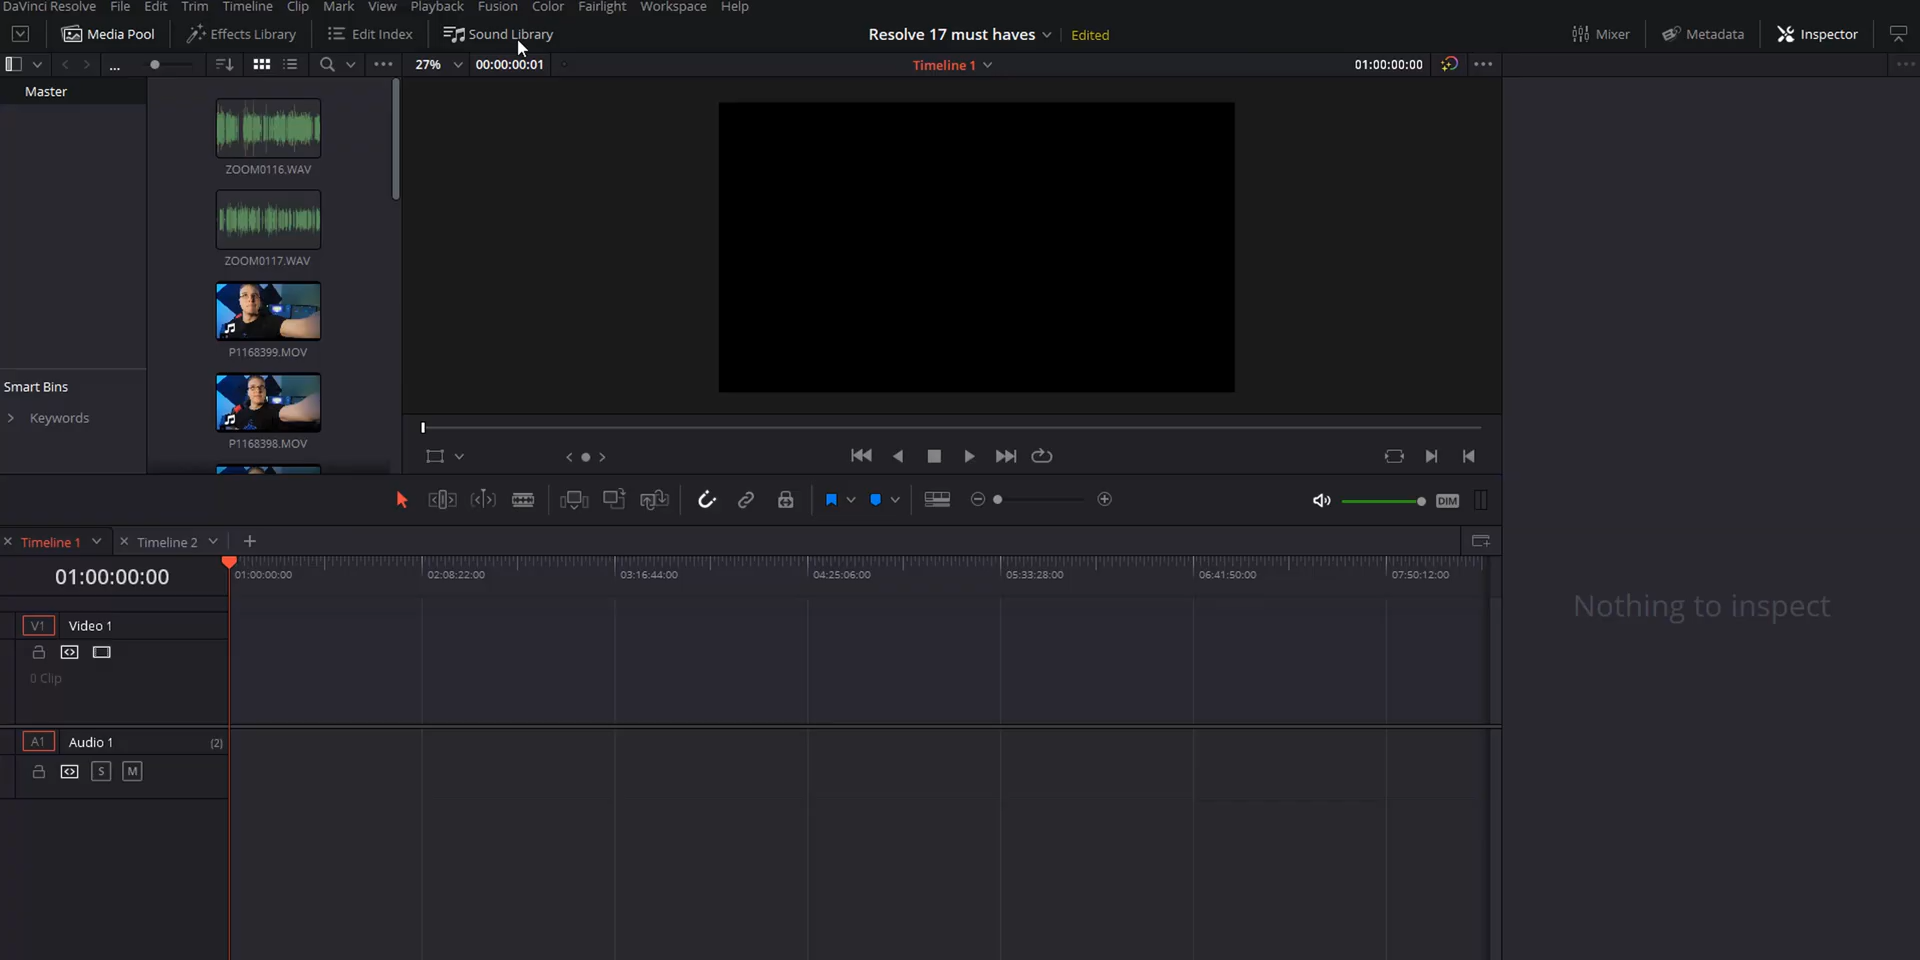 DaVinci Resolve File Edit Trim Timeline Clip Mark View Playback Fusion Color Fairlight Workspace Help
Media Pool Effects Library Edit Index Sound Library Resolve 17 must haves Edited Mixer Metadata Inspector
... 27% 00:00:00:01 Timeline 1 01:00:00:00
Master
ZOOM0116.WAV
ZOOM0117.WAV
P1168399.MOV
Smart Bins
Keywords
P1168398.MOV
DIM
Timeline 1 Timeline 2
01:00:00:00 01:00:00:00 02:08:22:00 03:16:44:00 04:25:06:00 05:33:28:00 06:41:50:00 07:50:12:00
V1 Video 1
0 Clip
A1 Audio 1 (2)
S M
Nothing to inspect